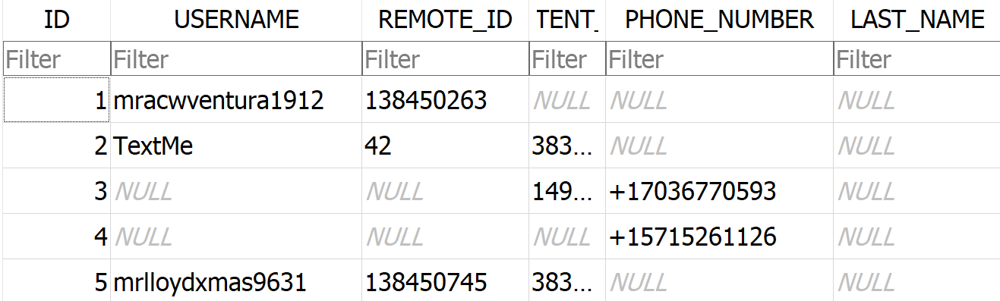 ID USERNAME REMOTE_ID TENT_ PHONE_NUMBER LAST_NAME
Filter Filter Filter Filter Filter Filter
1 mracwventura1912 138450263 NULL NULL NULL
2 TextMe 42 383... NULL NULL
3 NULL NULL 149... +17036770593 NULL
4 NULL NULL NULL +15715261126 NULL
5 mrlloydxmas9631 138450745 383... NULL NULL